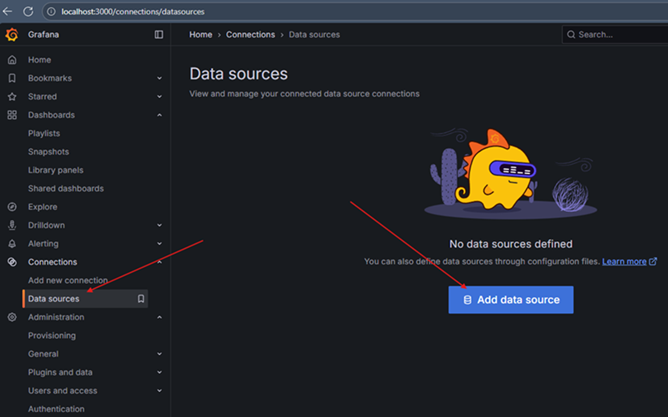 localhost:3000/connections/datasources
Grafana
Home > Connections > Data sources
Search...
Home
Bookmarks
Starred
Dashboards
Playlists
Snapshots
Library panels
Shared dashboards
Explore
Drilldown
Alerting
Connections
Add new connection
Data sources
Administration
Provisioning
General
Plugins and data
Users and access
Authentication
Data sources
View and manage your connected data source connections
No data sources defined
You can also define data sources through configuration files. Learn more
Add data source